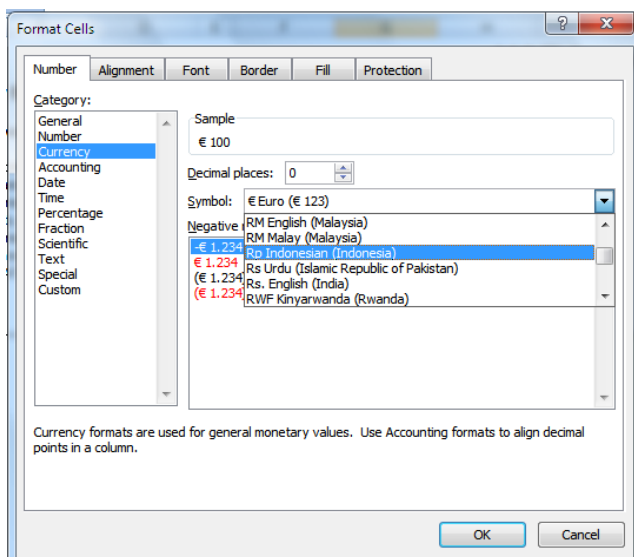 Format Cells
Number
Alignment
Font
Border
Fill
Protection
Category:
General
Number
Currency
Accounting
Date
Time
Percentage
Fraction
Scientific
Text
Special
Custom
Sample
€ 100
Decimal places: 0
Symbol: € Euro (€ 123)
RM English (Malaysia)
RM Malay (Malaysia)
Rp Indonesian (Indonesia)
Rs Urdu (Islamic Republic of Pakistan)
Rs. English (India)
RWF Kinyarwanda (Rwanda)
Negative
-€ 1.234
€ 1.234
(€ 1.234)
(€ 1.234)
Currency formats are used for general monetary values. Use Accounting formats to align decimal
points in a column.
OK
Cancel